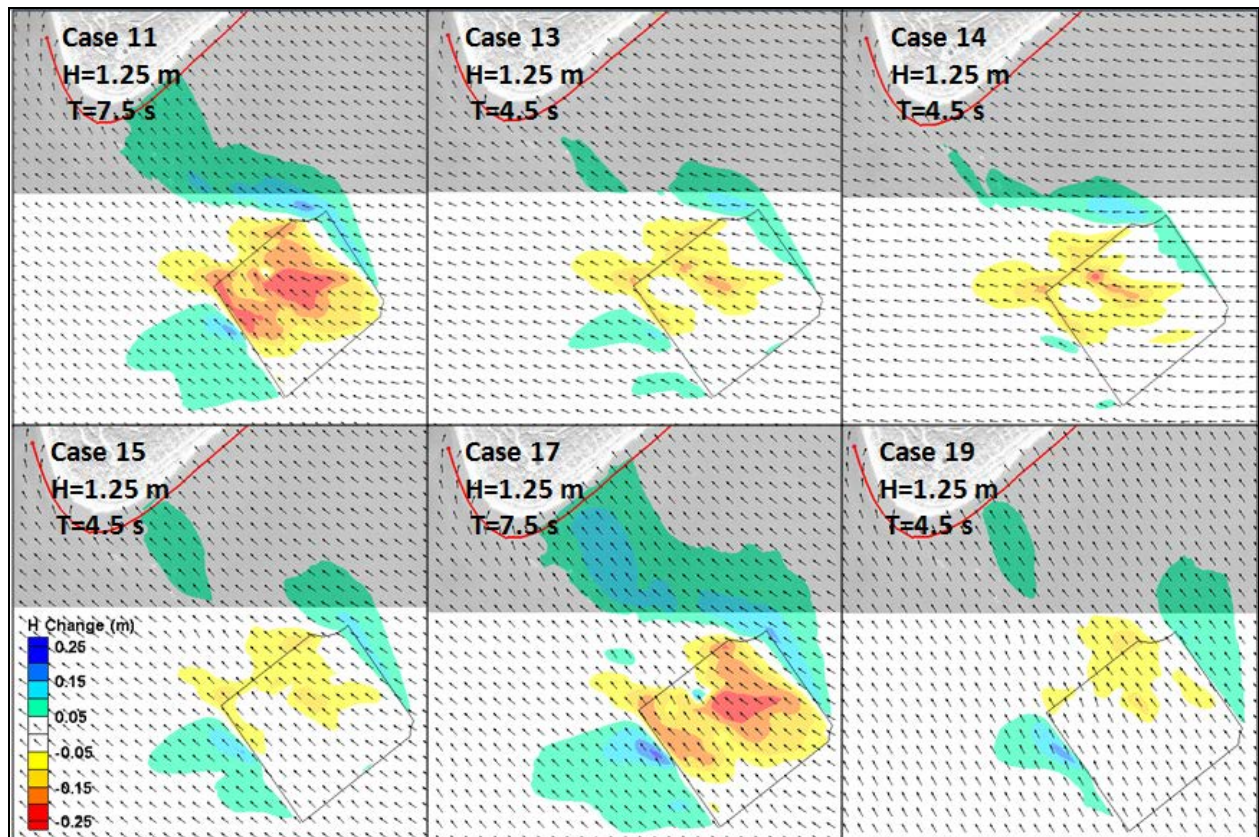 Case 11
H=1.25 m
T=7.5 s
Case 13
H=1.25 m
T=4.5 s
Case 14
H=1.25 m
T=4.5 s
Case 15
H=1.25 m
T=4.5 s
Case 17
H=1.25 m
T=7.5 s
Case 19
H=1.25 m
T=4.5 s
H Change (m)
0.26
0.15
0.05
-0.05
-0.15
-0.25